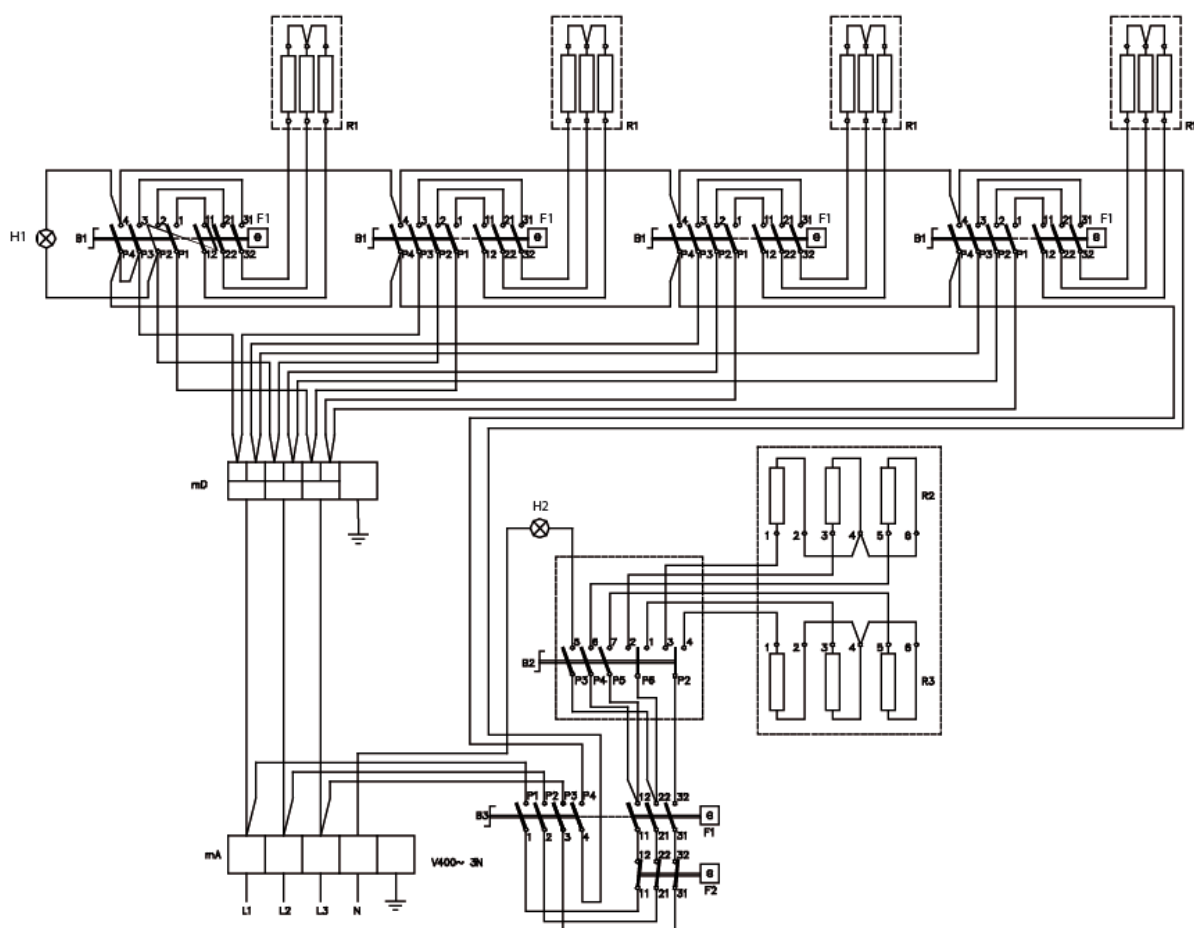 R1 R1 R1 R1
4 3 2 1 11 21 31 F1 4 3 2 1 11 21 31 F1 4 3 2 1 11 21 31 F1 4 3 2 1 11 21 31 F1
H1 B1 θ B1 θ B1 θ B1 θ
P4 P3 P2 P1 12 22 32 P4 P3 P2 P1 12 22 32 P4 P3 P2 P1 12 22 32 P4 P3 P2 P1 12 22 32
mD
H2
R2
1 2 3 4 5 6
5 6 7 2 1 3 4
1 2 3 4 5 6
B2
P3 P4 P5 P6 P2
R3
P1 P2 P3 P4 12 22 32
B3 θ
F1
1 2 3 4 11 21 31
mA V400~ 3N
12 22 32
θ
F2
11 21 31
L1 L2 L3 N